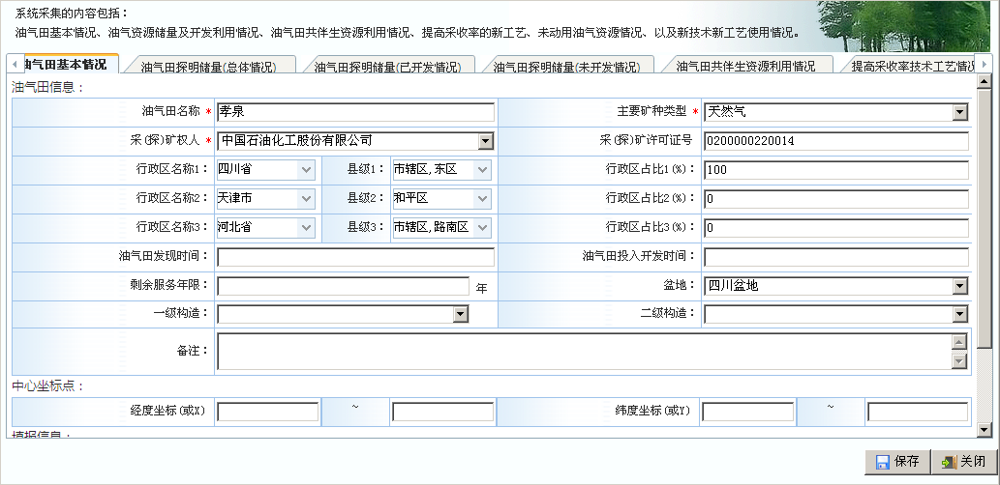 系统采集的内容包括：
油气田基本情况、油气资源储量及开发利用情况、油气田共伴生资源利用情况、提高采收率的新工艺、未动用油气资源情况、以及新技术新工艺使用情况。
油气田基本情况 油气田探明储量(总体情况) 油气田探明储量(已开发情况) 油气田探明储量(未开发情况) 油气田共伴生资源利用情况 提高采收率技术工艺情况
油气田信息：
油气田名称 * 孝泉 主要矿种类型 * 天然气
采(探)矿权人 * 中国石油化工股份有限公司 采(探)矿许可证号 0200000220014
行政区名称1： 四川省 县级1： 市辖区,东区 行政区占比1(%)： 100
行政区名称2： 天津市 县级2： 和平区 行政区占比2(%)： 0
行政区名称3： 河北省 县级3： 市辖区,路南区 行政区占比3(%)： 0
油气田发现时间： 油气田投入开发时间：
剩余服务年限： 年 盆地： 四川盆地
一级构造： 二级构造：
备注：
中心坐标点：
经度坐标(或X) ~ 纬度坐标(或Y) ~
填报信息：
保存 关闭